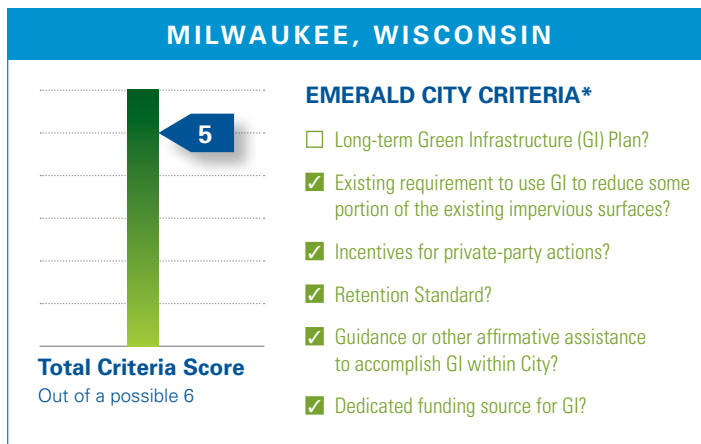 MILWAUKEE, WISCONSIN
5
Total Criteria Score
Out of a possible 6
EMERALD CITY CRITERIA*
Long-term Green Infrastructure (GI) Plan?
Existing requirement to use GI to reduce some
portion of the existing impervious surfaces?
Incentives for private-party actions?
Retention Standard?
Guidance or other affirmative assistance
to accomplish GI within City?
Dedicated funding source for GI?